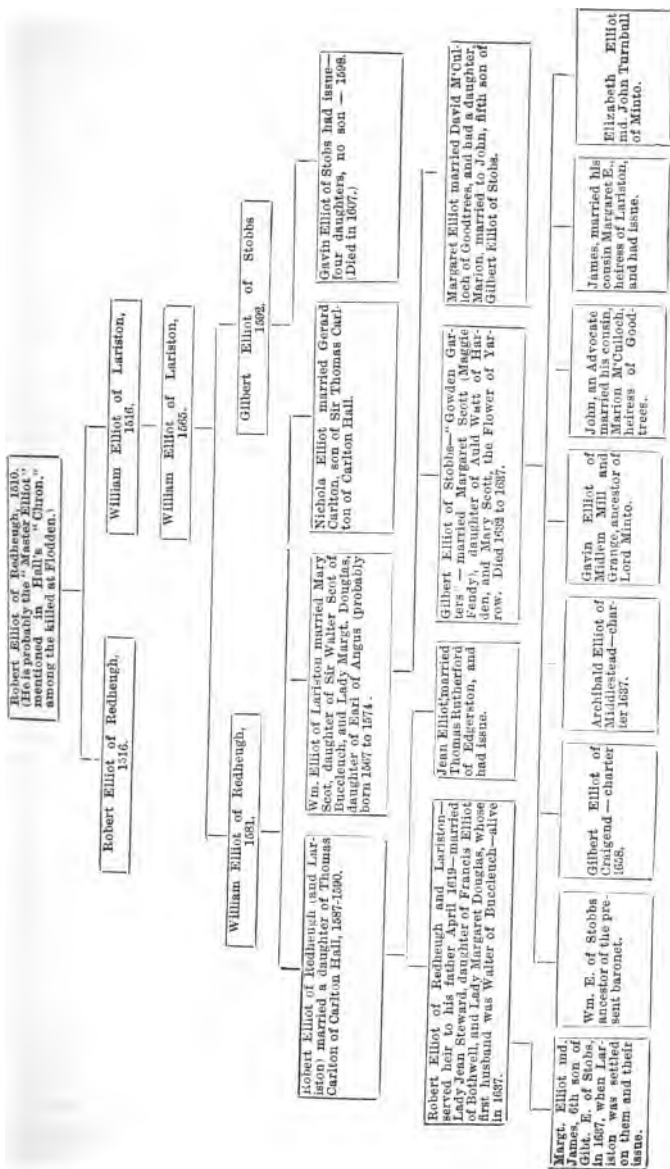 Robert Elliot of Redheugh, 1510.
(He is probably the "Master Elliot"
mentioned in Hall's "Chron."
among the killed at Flodden.)
Robert Elliot of Redheugh,
1516.
William Elliot of Lariston,
1516.
William Elliot of Lariston,
1565.
William Elliot of Redheugh,
1581.
Gilbert Elliot of Stobbs
1592.
Robert Elliot of Redheugh (and Lar-
iston) married a daughter of Thomas
Carlton of Carlton Hall, 1587-1590.
Wm. Elliot of Lariston married Mary
Scot, daughter of Sir Walter Scot of
Buccleuch, and Lady Margt. Douglas,
daughter of Earl of Angus (probably
born 1567 to 1574.
Nichola Elliot married Gerard
Carlton, son of Sir Thomas Carl-
ton of Carlton Hall.
Gavin Elliot of Stobs had issue—
four daughters, no son — 1598.
(Died in 1607.)
Robert Elliot of Redheugh and Lariston—
served heir to his father April 1619—married
Lady Jean Steward, daughter of Francis Elliot
of Bothwell, and Lady Margaret Douglas, whose
first husband was Walter of Buccleuch—alive
in 1637.
Jean Elliot married
Thomas Rutherford
of Edgerston, and
had issue.
Gilbert Elliot of Stobbs—"Gowden Gar-
ters" — married Margaret Scott (Maggie
Fendy), daughter of Auld Watt of Har-
den, and Mary Scott, the Flower of Yar-
row. Died 1632 to 1637.
Margaret Elliot married David M'Cul-
loch of Goodtrees, and had a daughter,
Marion, married to John, fifth son of
Gilbert Elliot of Stobs.
Margt. Elliot md.
James, 6th son of
Gibt. E. of Stobs,
in 1637, when Lar-
iston was settled
on them and their
issue.
Wm. E. of Stobbs
ancestor of the pre-
sent baronet.
Gilbert Elliot of
Craigend — charter
1658.
Archibald Elliot of
Middlestead—char-
ter 1637.
Gavin Elliot of
Midlem Mill and
Grange, ancestor of
Lord Minto.
John, an Advocate
married his cousin,
Marion M'Culloch,
heiress of Good-
trees.
James, married his
cousin Margaret E.,
heiress of Lariston,
and had issue.
Elizabeth Elliot
md. John Turnbull
of Minto.